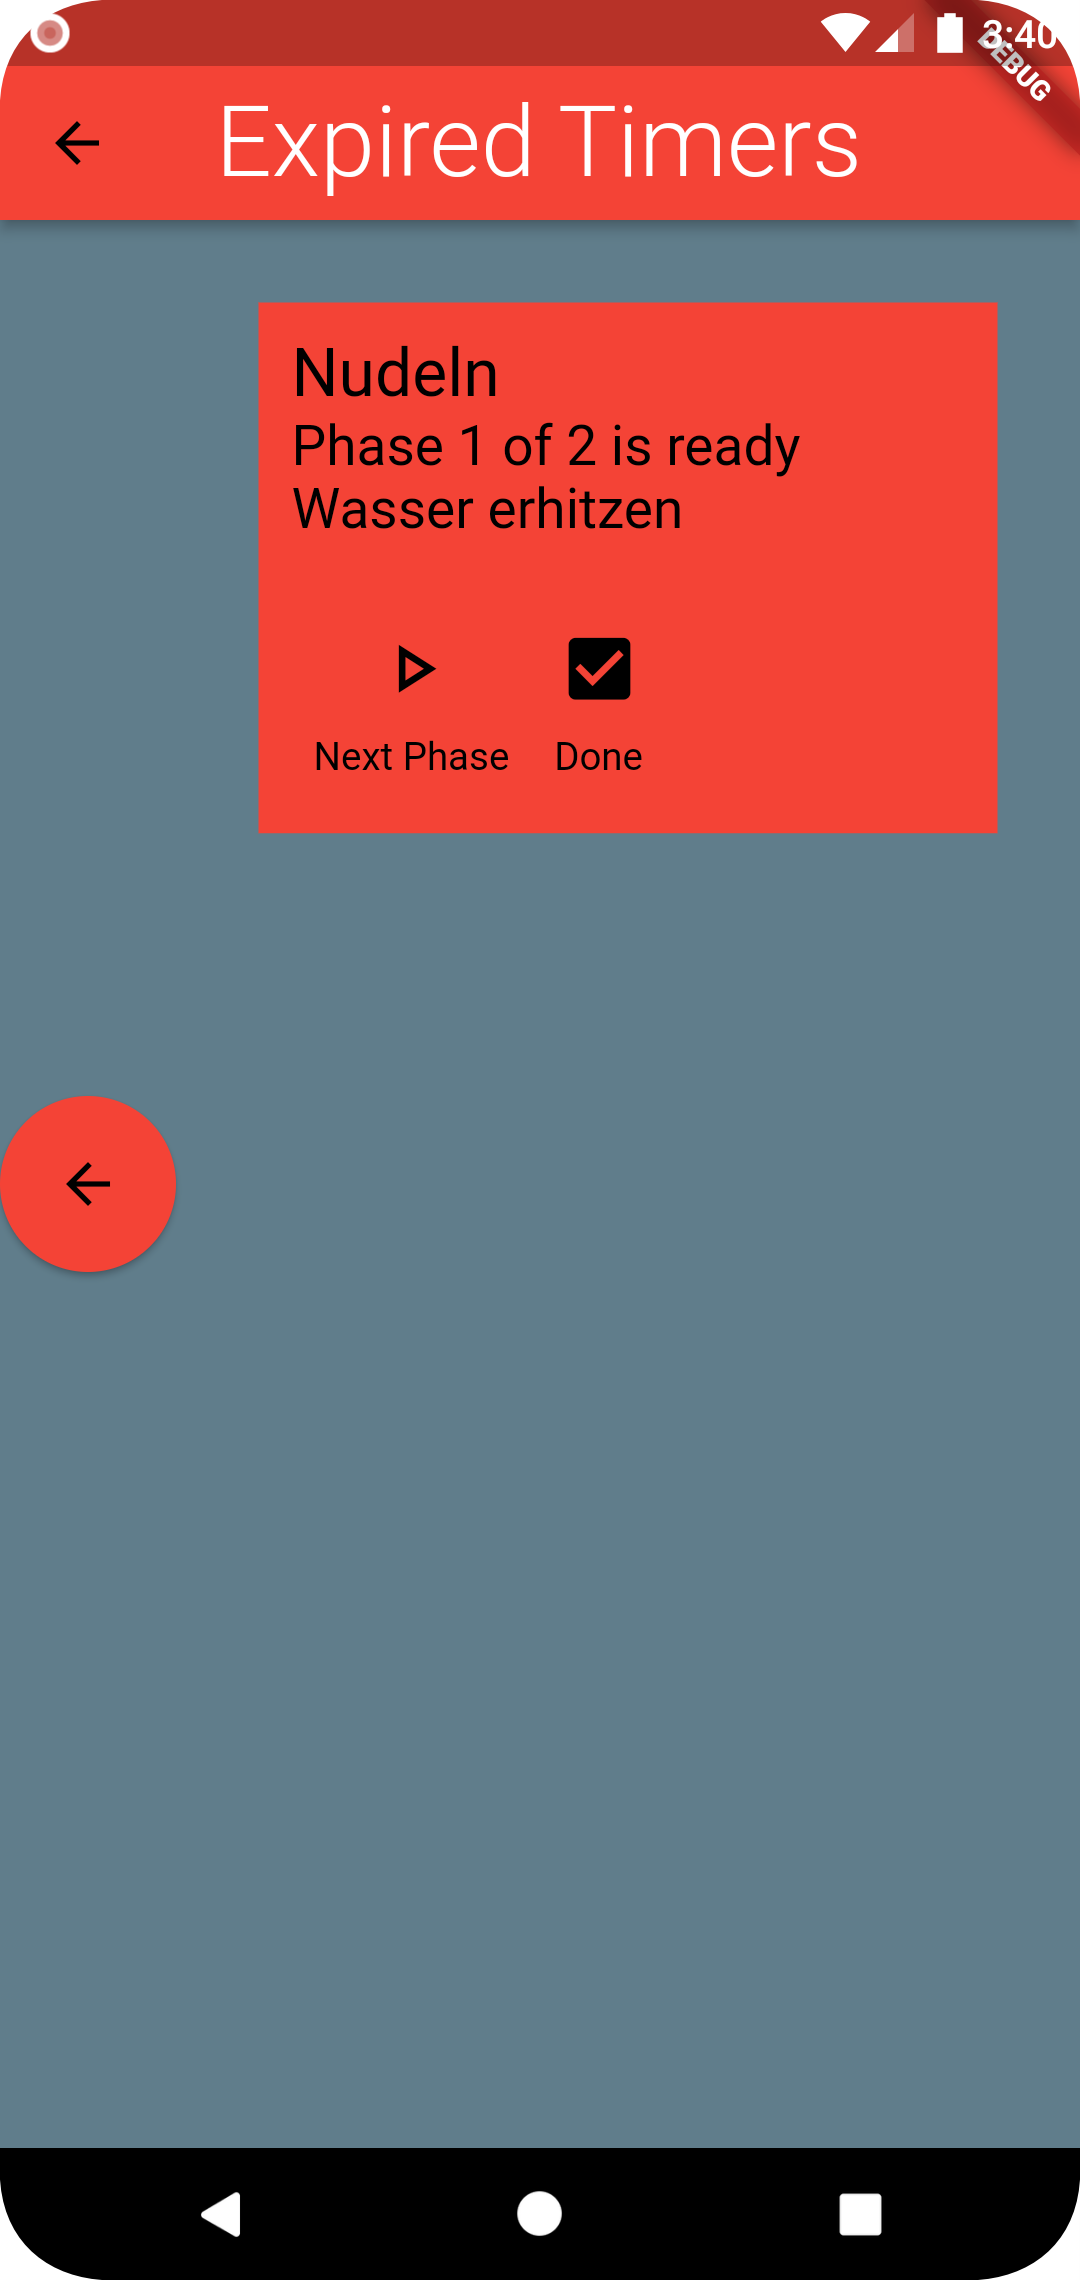 3:40
DEBUG
Expired Timers
Nudeln
Phase 1 of 2 is ready
Wasser erhitzen
Next Phase
Done